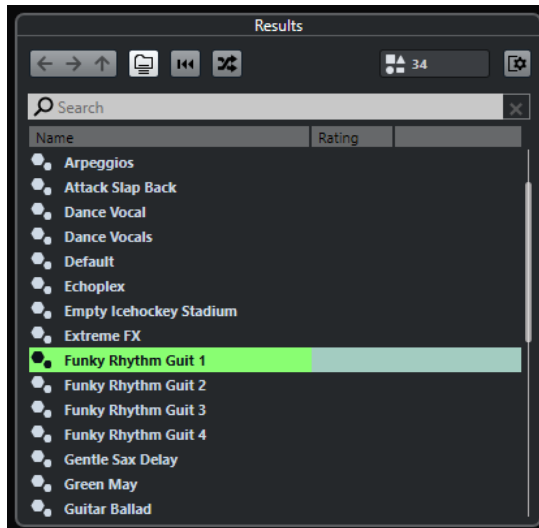 Results
34
Search
Name Rating
Arpeggios
Attack Slap Back
Dance Vocal
Dance Vocals
Default
Echoplex
Empty Icehockey Stadium
Extreme FX
Funky Rhythm Guit 1
Funky Rhythm Guit 2
Funky Rhythm Guit 3
Funky Rhythm Guit 4
Gentle Sax Delay
Green May
Guitar Ballad